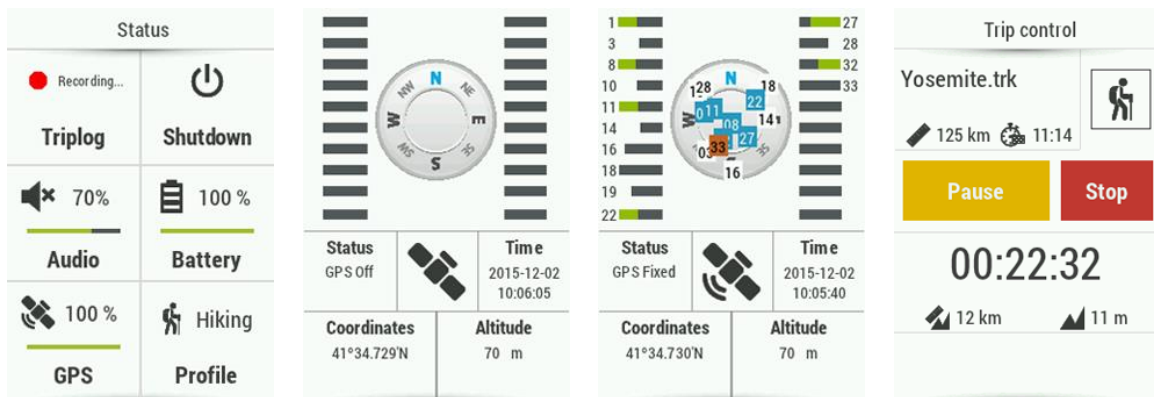 Status
Recording...
Triplog
Shutdown
70%
100 %
Audio
Battery
100 %
Hiking
GPS
Profile
N
NW
NE
W
E
SW
SE
S
Status
GPS Off
Time
2015-12-02
10:06:05
Coordinates
41°34.729'N
Altitude
70 m
1
3
8
10
11
14
16
18
19
22
27
28
32
33
N
28
18
22
11
14
08
27
33
03
16
Status
GPS Fixed
Time
2015-12-02
10:05:40
Coordinates
41°34.730'N
Altitude
70 m
Trip control
Yosemite.trk
125 km
11:14
Pause
Stop
00:22:32
12 km
11 m